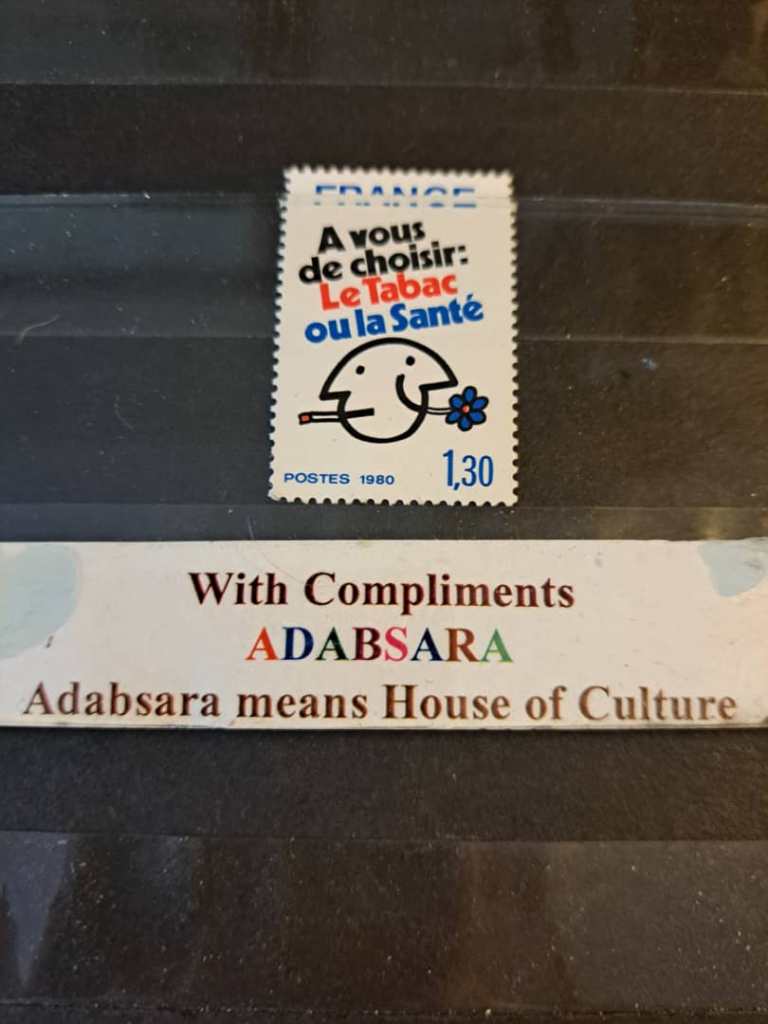 FRANCE
A vous
de choisir:
Le Tabac
ou la Santé
POSTES 1980
1,30
With Compliments
ADABSARA
Adabsara means House of Culture